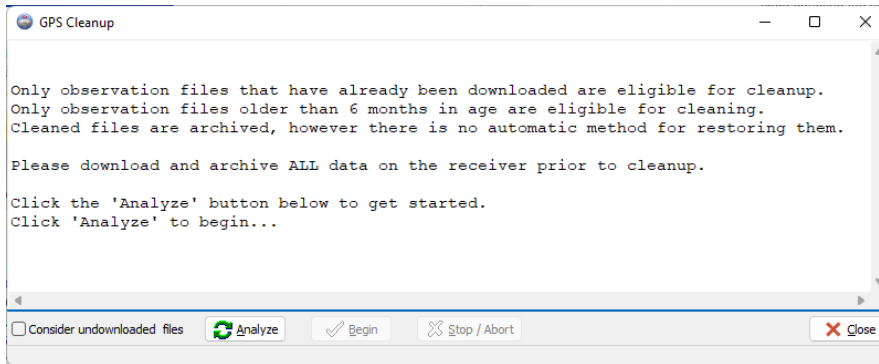 GPS Cleanup
Only observation files that have already been downloaded are eligible for cleanup.
Only observation files older than 6 months in age are eligible for cleaning.
Cleaned files are archived, however there is no automatic method for restoring them.
Please download and archive ALL data on the receiver prior to cleanup.
Click the 'Analyze' button below to get started.
Click 'Analyze' to begin...
Consider undownloaded files Analyze Begin Stop / Abort Close